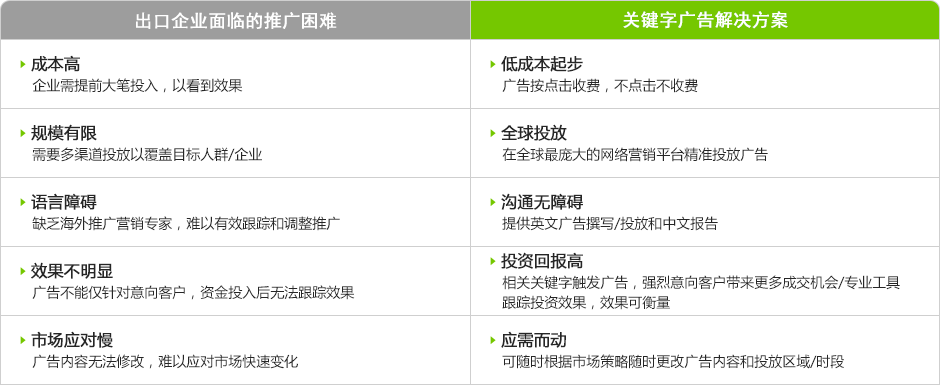 出口企业面临的推广困难
关键字广告解决方案
成本高
企业需提前大笔投入，以看到效果
低成本起步
广告按点击收费，不点击不收费
规模有限
需要多渠道投放以覆盖目标人群/企业
全球投放
在全球最庞大的网络营销平台精准投放广告
语言障碍
缺乏海外推广营销专家，难以有效跟踪和调整推广
沟通无障碍
提供英文广告撰写/投放和中文报告
效果不明显
广告不能仅针对意向客户，资金投入后无法跟踪效果
投资回报高
相关关键字触发广告，强烈意向客户带来更多成交机会/专业工具
跟踪投资效果，效果可衡量
市场应对慢
广告内容无法修改，难以应对市场快速变化
应需而动
可随时根据市场策略随时更改广告内容和投放区域/时段